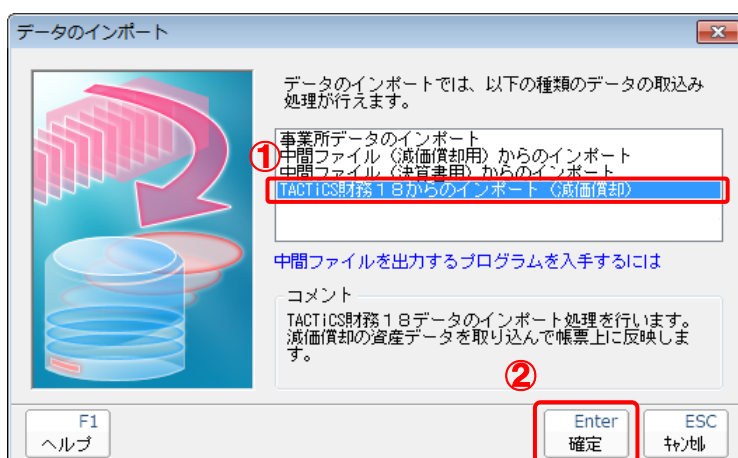 データのインポート
データのインポートでは、以下の種類のデータの取込み
処理が行えます。
①
事業所データのインポート
中間ファイル（減価償却用）からのインポート
中間ファイル（決算書用）からのインポート
TACTiCS財務１８からのインポート（減価償却）
中間ファイルを出力するプログラムを入手するには
コメント
TACTiCS財務１８データのインポート処理を行います。
減価償却の資産データを取り込んで帳票上に反映しま
す。
②
F1
ヘルプ
Enter
確定
ESC
ｷｬﾝｾﾙ